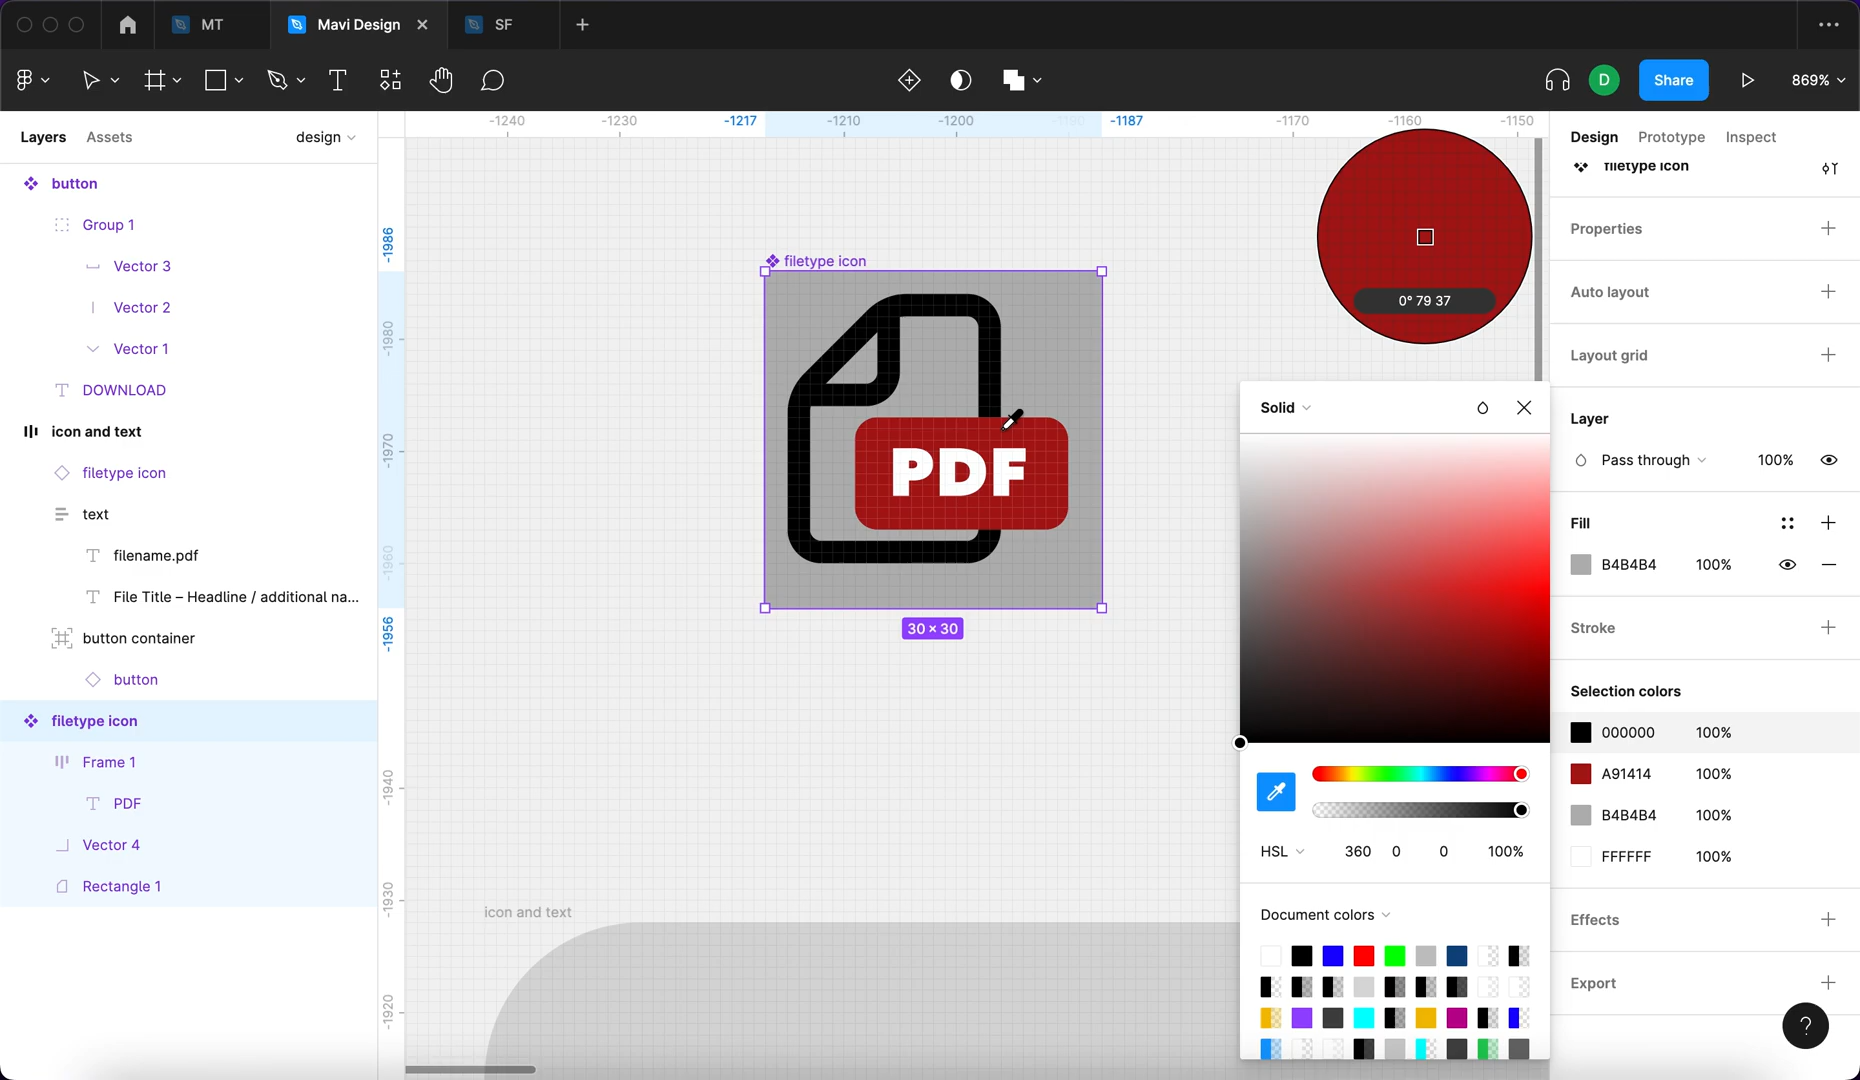 MT
Mavi Design
SF
D
Share
869%
Layers
Assets
design
-1240
-1230
-1217
-1210
-1200
-1190
-1187
-1170
-1160
-1150
Design
Prototype
Inspect
button
Group 1
Vector 3
Vector 2
Vector 1
DOWNLOAD
icon and text
filetype icon
text
filename.pdf
File Title – Headline / additional na...
button container
button
filetype icon
Frame 1
PDF
Vector 4
Rectangle 1
-1986
-1980
-1970
-1960
-1956
-1940
-1930
-1920
filetype icon
PDF
30 × 30
icon and text
0° 79 37
Solid
HSL
360
0
0
100%
Document colors
filetype icon
Properties
Auto layout
Layout grid
Layer
Pass through
100%
Fill
B4B4B4
100%
Stroke
Selection colors
000000
100%
A91414
100%
B4B4B4
100%
FFFFFF
100%
Effects
Export
?